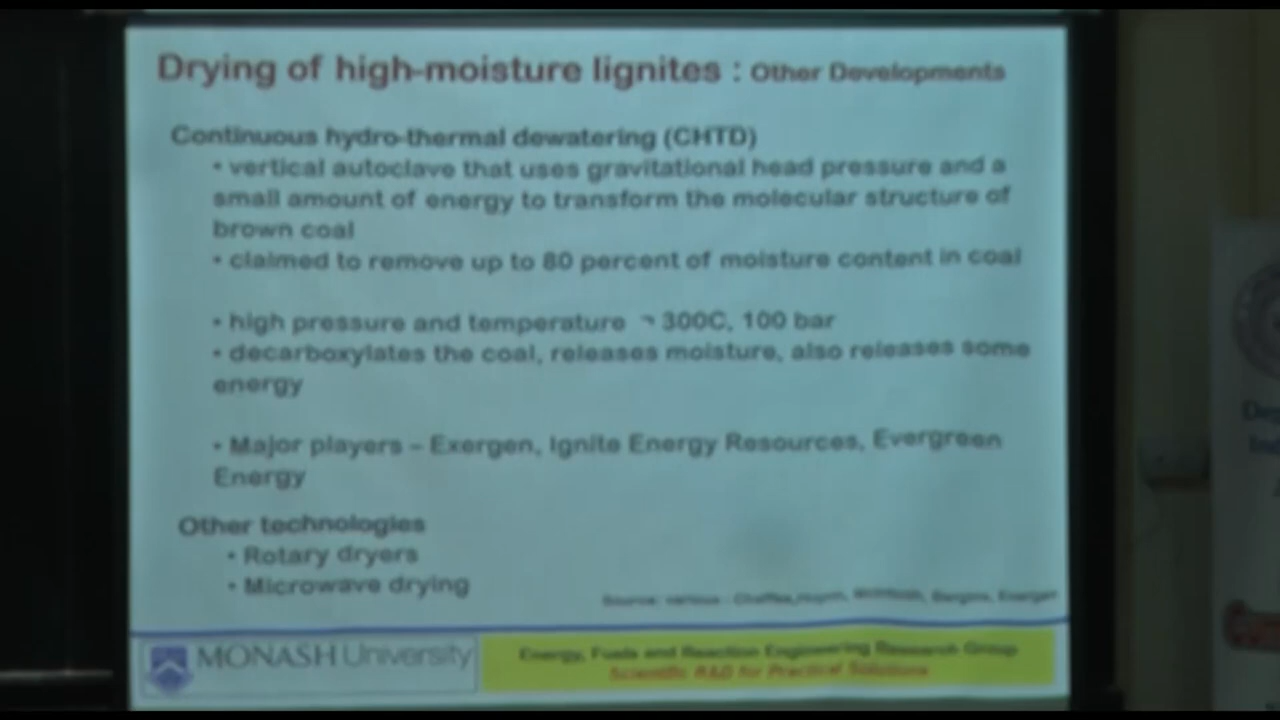 Drying of high-moisture lignites : Other Developments
Continuous hydro-thermal dewatering (CHTD)
• vertical autoclave that uses gravitational head pressure and a
small amount of energy to transform the molecular structure of
brown coal
• claimed to remove up to 80 percent of moisture content in coal
• high pressure and temperature ~ 300C, 100 bar
• decarboxylates the coal, releases moisture, also releases some
energy
• Major players – Exergen, Ignite Energy Resources, Evergreen
Energy
Other technologies
• Rotary dryers
• Microwave drying
Source: various :
MONASH University
Energy, Fuels and Reaction Engineering Research Group
Scientific R&D for Practical Solutions